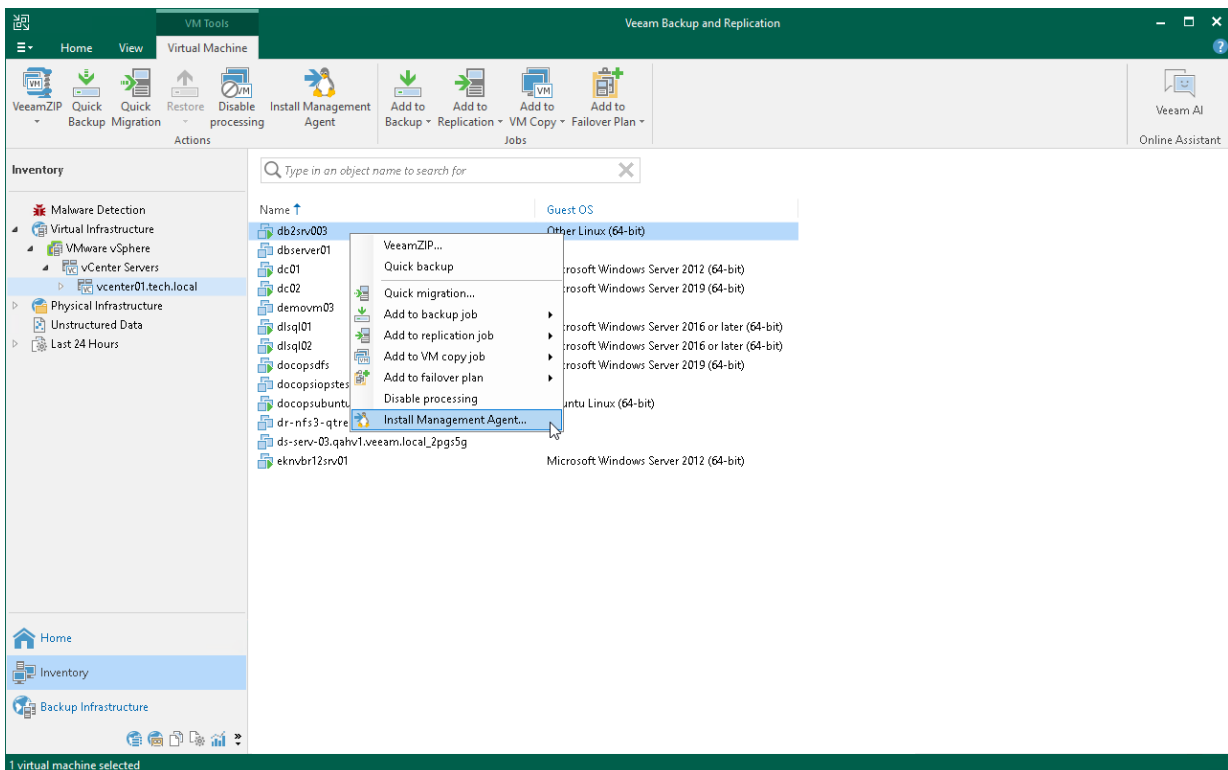 VM Tools
Veeam Backup and Replication
Home View Virtual Machine
VeeamZIP
Quick Backup
Quick Migration
Restore
Disable processing
Install Management Agent
Add to Backup
Add to Replication
Add to VM Copy
Add to Failover Plan
Veeam AI
Actions
Jobs
Online Assistant
Inventory
Type in an object name to search for
Malware Detection
Virtual Infrastructure
VMware vSphere
vCenter Servers
vcenter01.tech.local
Physical Infrastructure
Unstructured Data
Last 24 Hours
Name Guest OS
db2srv003 Other Linux (64-bit)
dbserver01
dc01 crosoft Windows Server 2012 (64-bit)
dc02 crosoft Windows Server 2019 (64-bit)
demovm03
dlsql01 crosoft Windows Server 2016 or later (64-bit)
dlsql02 crosoft Windows Server 2016 or later (64-bit)
docopsdfs crosoft Windows Server 2019 (64-bit)
docopsiopstes
docopsubuntu untu Linux (64-bit)
dr-nfs3-qtre
ds-serv-03.qahv1.veeam.local_2pgs5g
eknvbr12srv01 Microsoft Windows Server 2012 (64-bit)
VeeamZIP...
Quick backup
Quick migration...
Add to backup job
Add to replication job
Add to VM copy job
Add to failover plan
Disable processing
Install Management Agent...
Home
Inventory
Backup Infrastructure
1 virtual machine selected